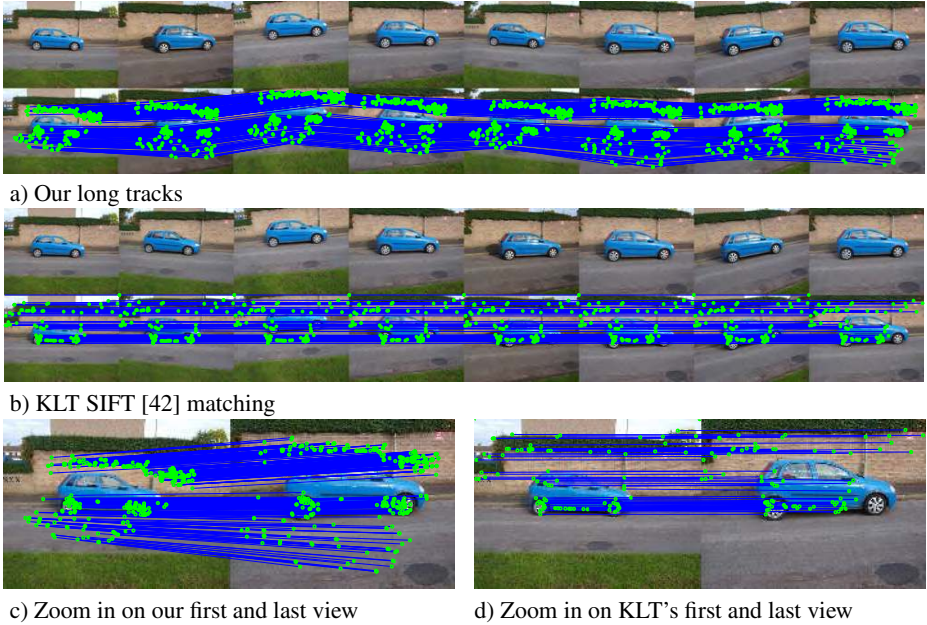 a) Our long tracks
b) KLT SIFT [42] matching
c) Zoom in on our first and last view
d) Zoom in on KLT's first and last view